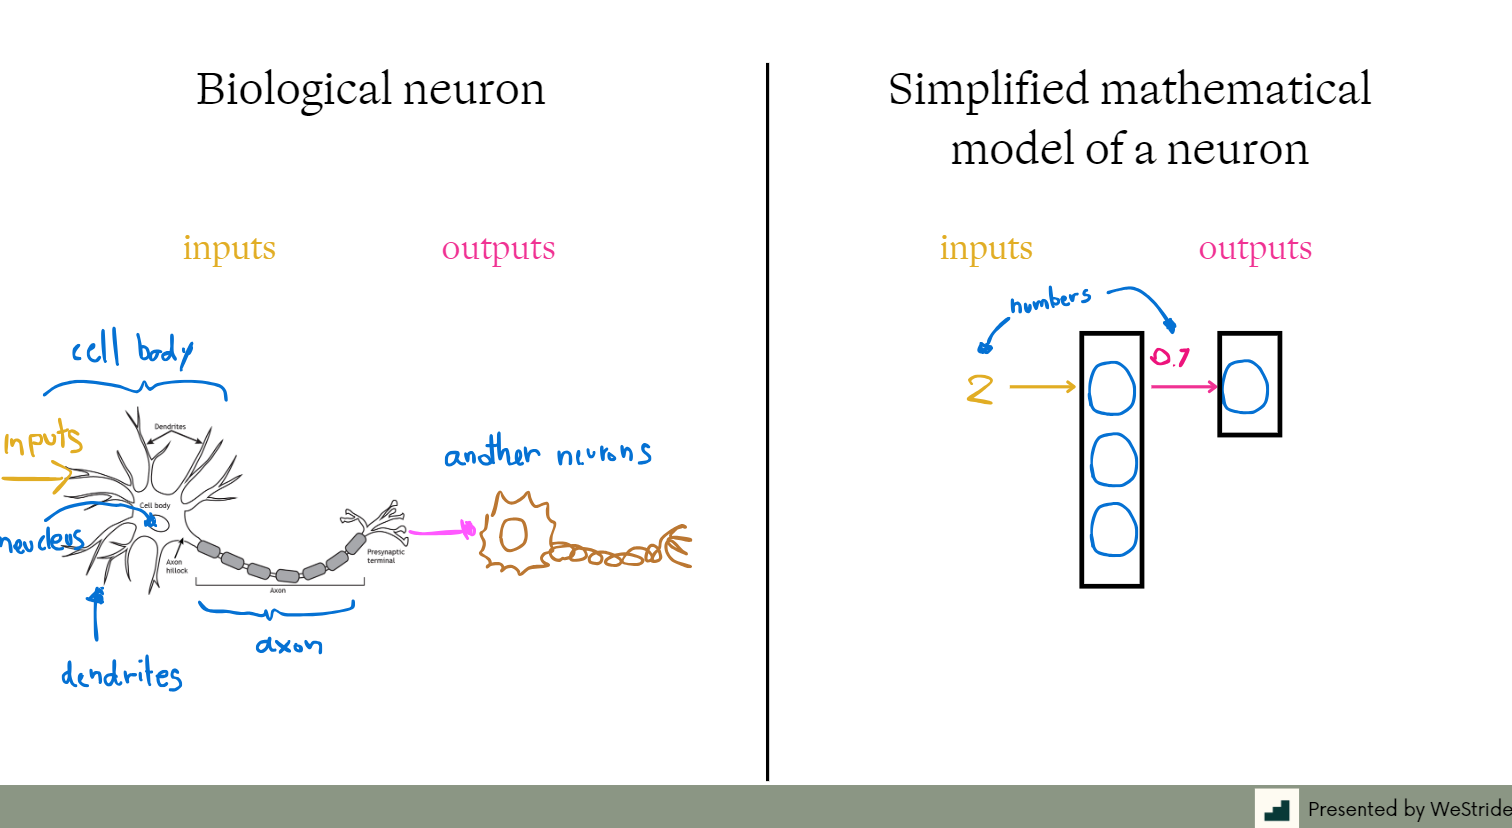 Biological neuron
inputs
outputs
cell body
inputs
Dendrites
Cell body
neucleus
Axon
hillock
Presynaptic
terminal
Axon
axon
dendrites
another neurons
Simplified mathematical
model of a neuron
inputs
outputs
numbers
2
0.7
Presented by WeStride